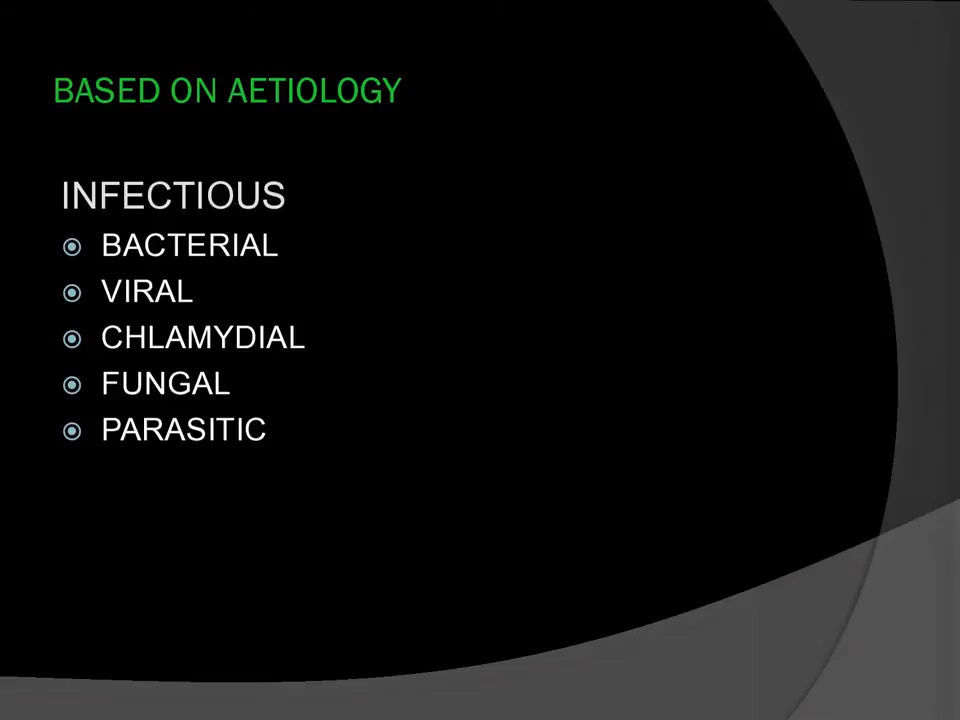 BASED ON AETIOLOGY
INFECTIOUS
BACTERIAL
VIRAL
CHLAMYDIAL
FUNGAL
PARASITIC